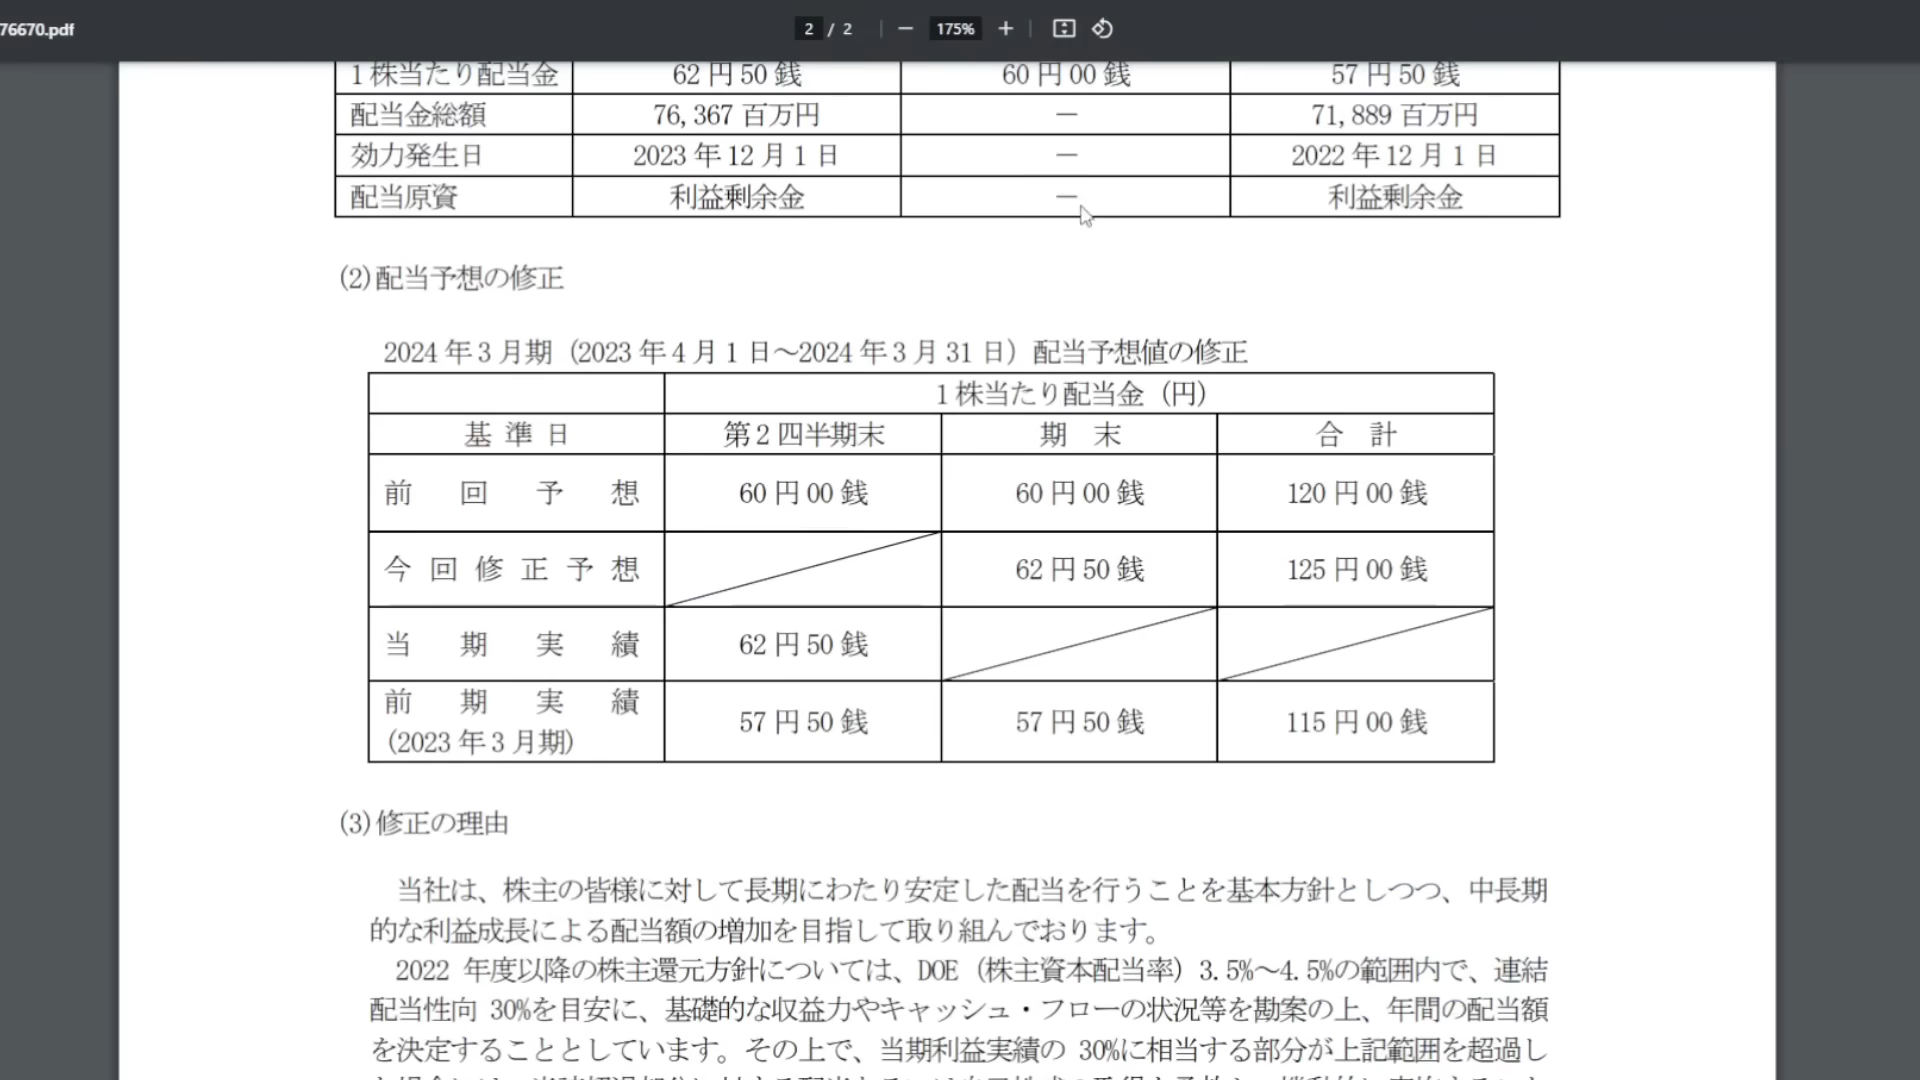 76670.pdf
2 / 2
175%
1株当たり配当金 62円50銭 60円00銭 57円50銭
配当金総額 76,367百万円 ― 71,889百万円
効力発生日 2023年12月1日 ― 2022年12月1日
配当原資 利益剰余金 ― 利益剰余金
(2)配当予想の修正
2024年3月期（2023年4月1日～2024年3月31日）配当予想値の修正
1株当たり配当金（円）
基準日 第2四半期末 期末 合計
前回予想 60円00銭 60円00銭 120円00銭
今回修正予想 62円50銭 125円00銭
当期実績 62円50銭
前期実績
(2023年3月期) 57円50銭 57円50銭 115円00銭
(3)修正の理由
当社は、株主の皆様に対して長期にわたり安定した配当を行うことを基本方針としつつ、中長期
的な利益成長による配当額の増加を目指して取り組んでおります。
2022 年度以降の株主還元方針については、DOE（株主資本配当率）3.5%～4.5%の範囲内で、連結
配当性向 30%を目安に、基礎的な収益力やキャッシュ・フローの状況等を勘案の上、年間の配当額
を決定することとしています。その上で、当期利益実績の 30%に相当する部分が上記範囲を超過し